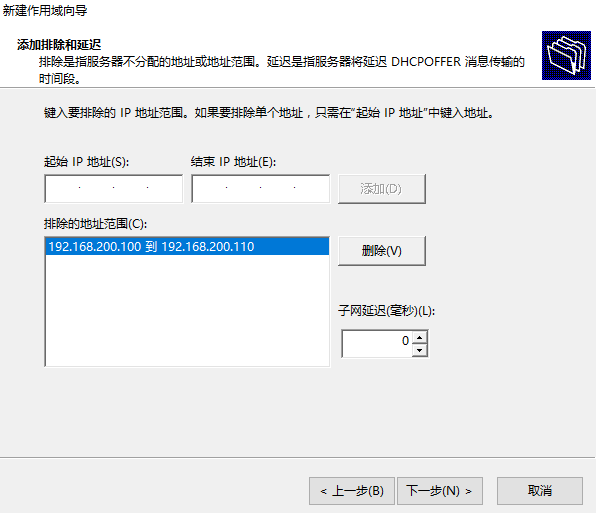 新建作用域向导
添加排除和延迟
排除是指服务器不分配的地址或地址范围。延迟是指服务器将延迟 DHCPOFFER 消息传输的
时间段。
键入要排除的 IP 地址范围。如果要排除单个地址，只需在"起始 IP 地址"中键入地址。
起始 IP 地址(S): 结束 IP 地址(E):
. . . . . . 添加(D)
排除的地址范围(C):
192.168.200.100 到 192.168.200.110 删除(V)
子网延迟(毫秒)(L):
0
< 上一步(B) 下一步(N) > 取消